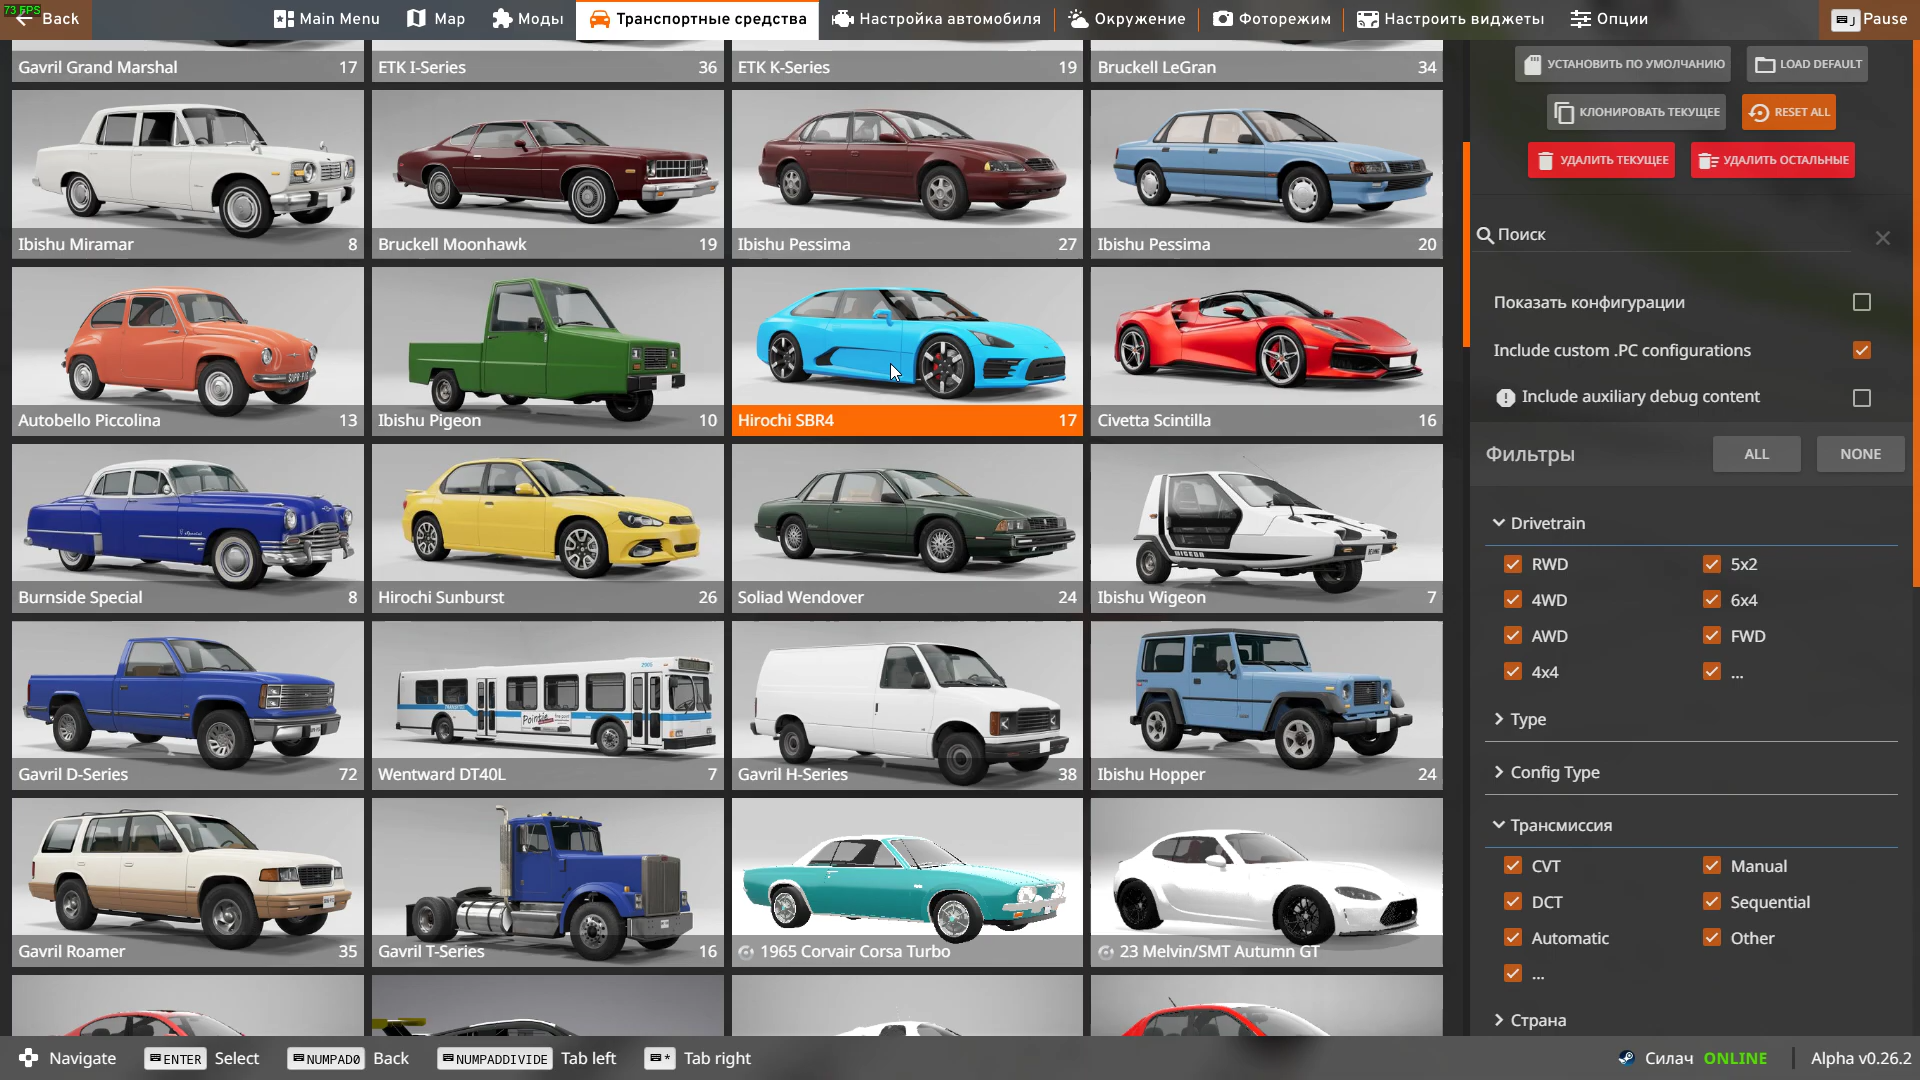 73 FPS
Back
Main Menu
Map
Моды
Транспортные средства
Настройка автомобиля
Окружение
Фоторежим
Настроить виджеты
Опции
J Pause
Gavril Grand Marshal 17
ETK I-Series 36
ETK K-Series 19
Bruckell LeGran 34
Ibishu Miramar 8
Bruckell Moonhawk 19
Ibishu Pessima 27
Ibishu Pessima 20
Autobello Piccolina 13
Ibishu Pigeon 10
Hirochi SBR4 17
Civetta Scintilla 16
Burnside Special 8
Hirochi Sunburst 26
Soliad Wendover 24
WIGEON
Ibishu Wigeon 7
Gavril D-Series 72
Wentward DT40L 7
Gavril H-Series 38
Ibishu Hopper 24
Gavril Roamer 35
Gavril T-Series 16
1965 Corvair Corsa Turbo
23 Melvin/SMT Autumn GT
УСТАНОВИТЬ ПО УМОЛЧАНИЮ
LOAD DEFAULT
КЛОНИРОВАТЬ ТЕКУЩЕЕ
RESET ALL
УДАЛИТЬ ТЕКУЩЕЕ
УДАЛИТЬ ОСТАЛЬНЫЕ
Поиск
Показать конфигурации
Include custom .PC configurations
Include auxiliary debug content
Фильтры
ALL
NONE
Drivetrain
RWD
5x2
4WD
6x4
AWD
FWD
4x4
...
Type
Config Type
Трансмиссия
CVT
Manual
DCT
Sequential
Automatic
Other
...
Страна
Navigate
ENTER Select
NUMPAD0 Back
NUMPADDIVIDE Tab left
* Tab right
Силач ONLINE
Alpha v0.26.2